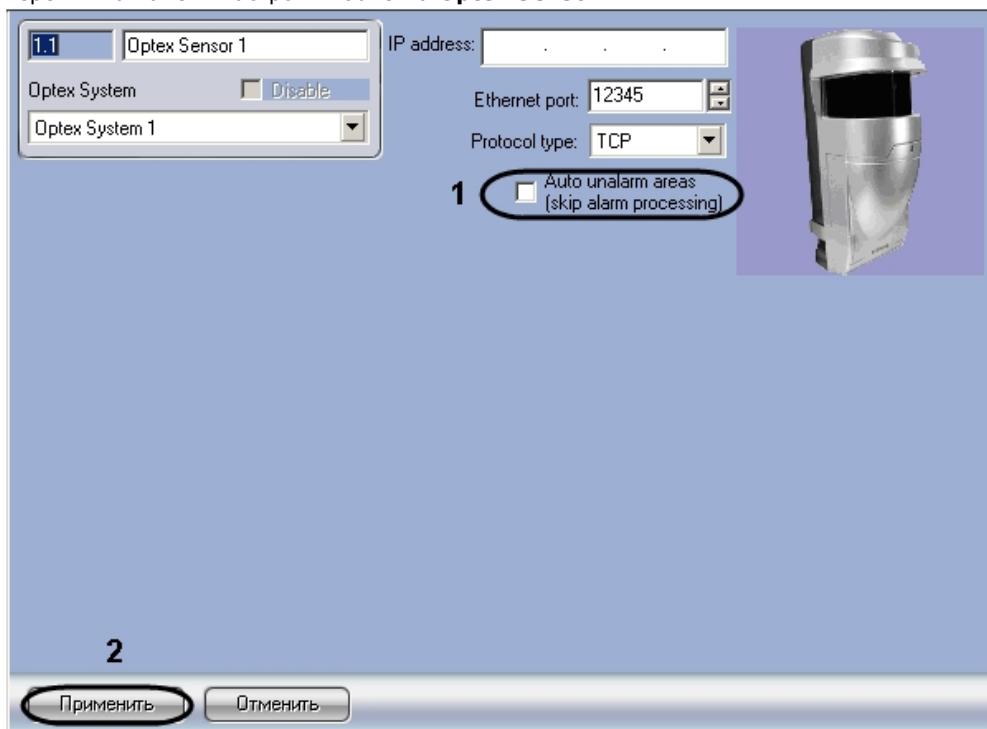 1.1 Optex Sensor 1
Optex System Disable
Optex System 1
IP address: . . .
Ethernet port: 12345
Protocol type: TCP
1
Auto unalarm areas
(skip alarm processing)
2
Применить Отменить